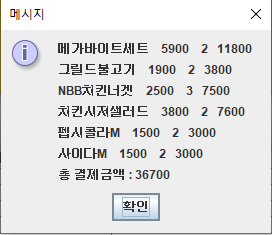 메시지
메가바이트세트 5900 2 11800
그릴드불고기 1900 2 3800
NBB치킨너겟 2500 3 7500
치킨시저샐러드 3800 2 7600
펩시콜라M 1500 2 3000
사이다M 1500 2 3000
총 결제금액 : 36700
확인